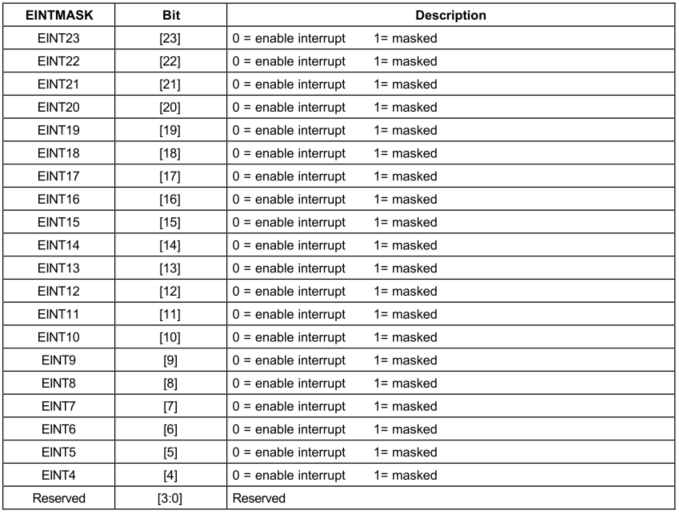 EINTMASK Bit Description
EINT23 [23] 0 = enable interrupt 1= masked
EINT22 [22] 0 = enable interrupt 1= masked
EINT21 [21] 0 = enable interrupt 1= masked
EINT20 [20] 0 = enable interrupt 1= masked
EINT19 [19] 0 = enable interrupt 1= masked
EINT18 [18] 0 = enable interrupt 1= masked
EINT17 [17] 0 = enable interrupt 1= masked
EINT16 [16] 0 = enable interrupt 1= masked
EINT15 [15] 0 = enable interrupt 1= masked
EINT14 [14] 0 = enable interrupt 1= masked
EINT13 [13] 0 = enable interrupt 1= masked
EINT12 [12] 0 = enable interrupt 1= masked
EINT11 [11] 0 = enable interrupt 1= masked
EINT10 [10] 0 = enable interrupt 1= masked
EINT9 [9] 0 = enable interrupt 1= masked
EINT8 [8] 0 = enable interrupt 1= masked
EINT7 [7] 0 = enable interrupt 1= masked
EINT6 [6] 0 = enable interrupt 1= masked
EINT5 [5] 0 = enable interrupt 1= masked
EINT4 [4] 0 = enable interrupt 1= masked
Reserved [3:0] Reserved